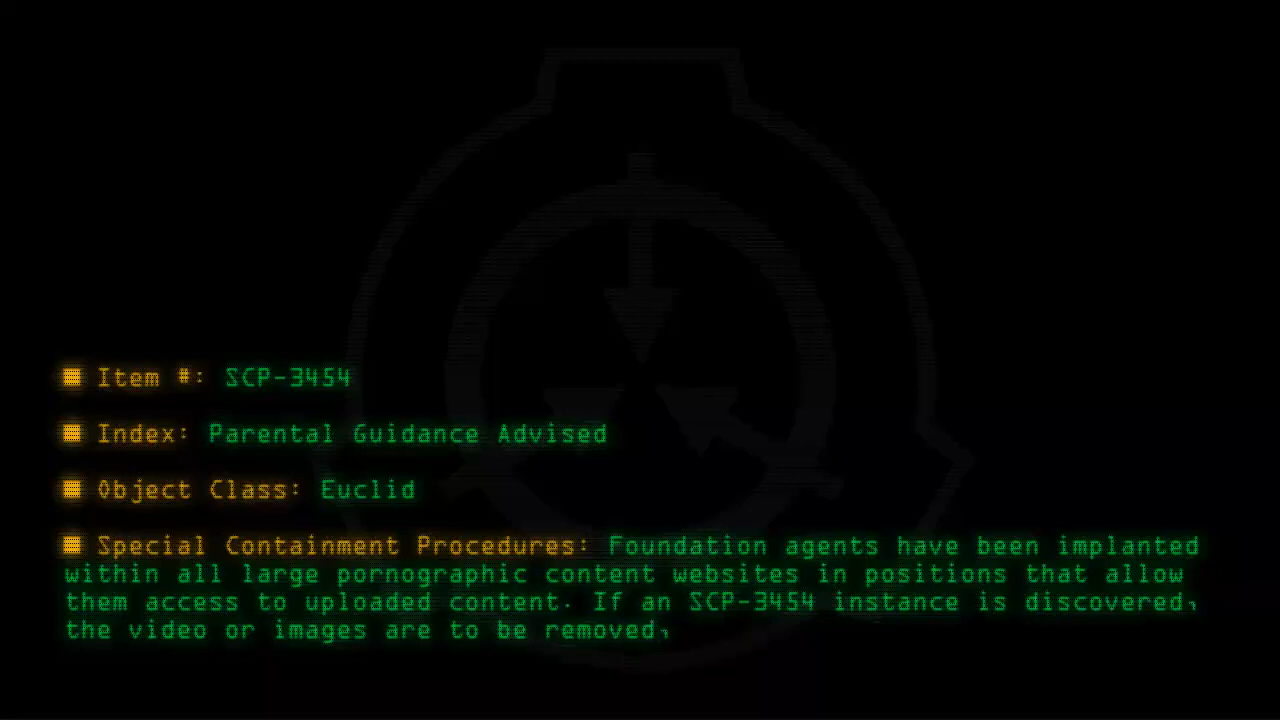 Item #: SCP-3454
Index: Parental Guidance Advised
Object Class: Euclid
Special Containment Procedures: Foundation agents have been implanted
within all large pornographic content websites in positions that allow
them access to uploaded content. If an SCP-3454 instance is discovered,
the video or images are to be removed,